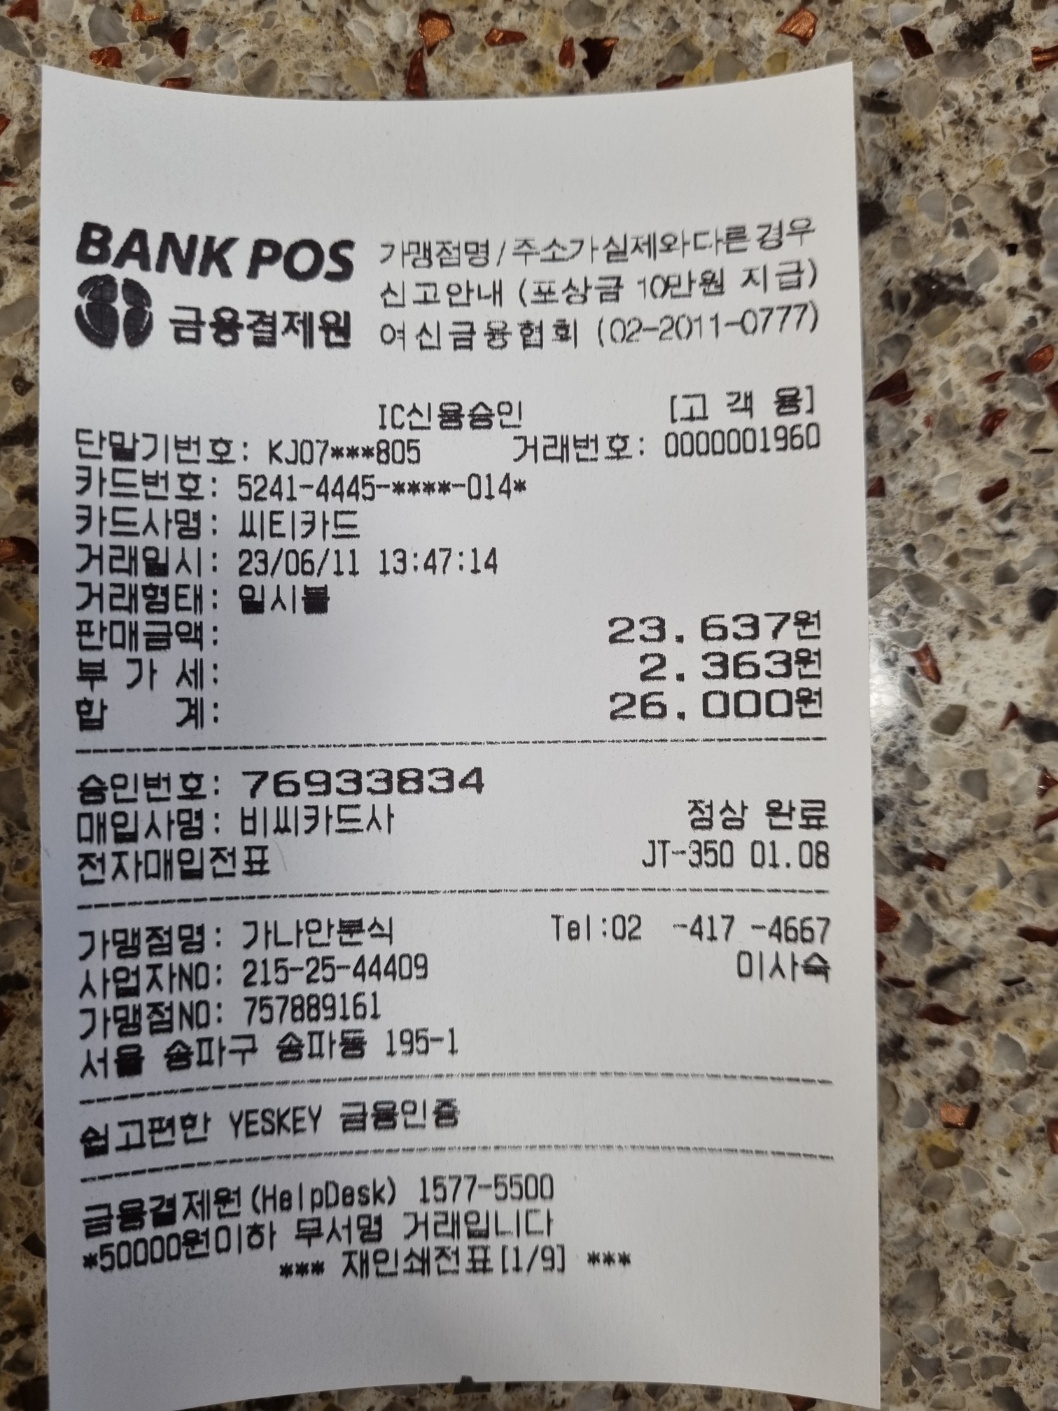 BANK POS
금융결제원
가맹점명/주소가실제와다른경우
신고안내 (포상금 10만원 지급)
여신금융협회 (02-2011-0777)
IC신용승인 [고 객 용]
단말기번호: KJ07***805 거래번호: 0000001960
카드번호: 5241-4445-****-014*
카드사명: 씨티카드
거래일시: 23/06/11 13:47:14
거래형태: 일시불
판매금액: 23.637원
부 가 세: 2.363원
합 계: 26.000원
승인번호: 76933834
매입사명: 비씨카드사 정상 완료
전자매입전표 JT-350 01.08
가맹점명: 가나안분식 Tel:02 -417 -4667
사업자NO: 215-25-44409 이사숙
가맹점NO: 757889161
서울 송파구 송파동 195-1
쉽고편한 YESKEY 금융인증
금융결제원(HelpDesk) 1577-5500
*50000원이하 무서명 거래입니다
*** 재인쇄전표[1/9] ***